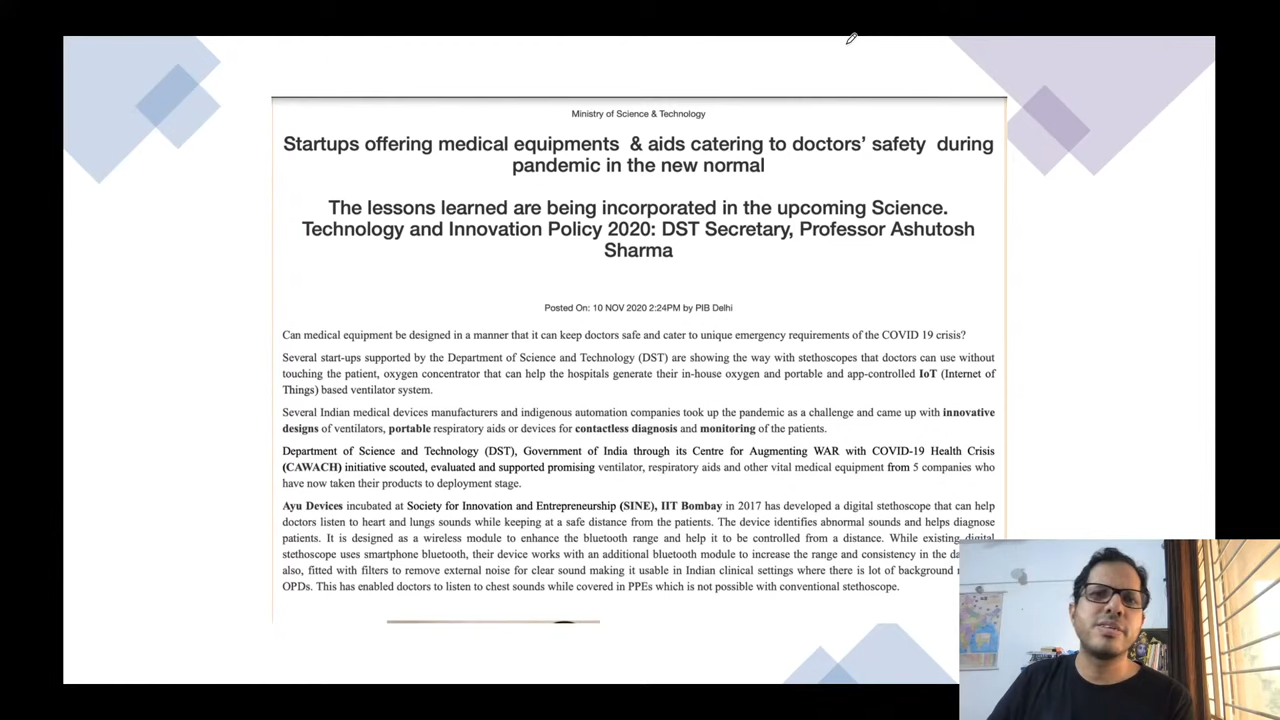 Ministry of Science & Technology
Startups offering medical equipments & aids catering to doctors’ safety during
pandemic in the new normal
The lessons learned are being incorporated in the upcoming Science.
Technology and Innovation Policy 2020: DST Secretary, Professor Ashutosh
Sharma
Posted On: 10 NOV 2020 2:24PM by PIB Delhi
Can medical equipment be designed in a manner that it can keep doctors safe and cater to unique emergency requirements of the COVID 19 crisis?
Several start-ups supported by the Department of Science and Technology (DST) are showing the way with stethoscopes that doctors can use without
touching the patient, oxygen concentrator that can help the hospitals generate their in-house oxygen and portable and app-controlled IoT (Internet of
Things) based ventilator system.
Several Indian medical devices manufacturers and indigenous automation companies took up the pandemic as a challenge and came up with innovative
designs of ventilators, portable respiratory aids or devices for contactless diagnosis and monitoring of the patients.
Department of Science and Technology (DST), Government of India through its Centre for Augmenting WAR with COVID-19 Health Crisis
(CAWACH) initiative scouted, evaluated and supported promising ventilator, respiratory aids and other vital medical equipment from 5 companies who
have now taken their products to deployment stage.
Ayu Devices incubated at Society for Innovation and Entrepreneurship (SINE), IIT Bombay in 2017 has developed a digital stethoscope that can help
doctors listen to heart and lungs sounds while keeping at a safe distance from the patients. The device identifies abnormal sounds and helps diagnose
patients. It is designed as a wireless module to enhance the bluetooth range and help it to be controlled from a distance. While existing digital
stethoscope uses smartphone bluetooth, their device works with an additional bluetooth module to increase the range and consistency in the
also, fitted with filters to remove external noise for clear sound making it usable in Indian clinical settings where there is lot of background
OPDs. This has enabled doctors to listen to chest sounds while covered in PPEs which is not possible with conventional stethoscope.